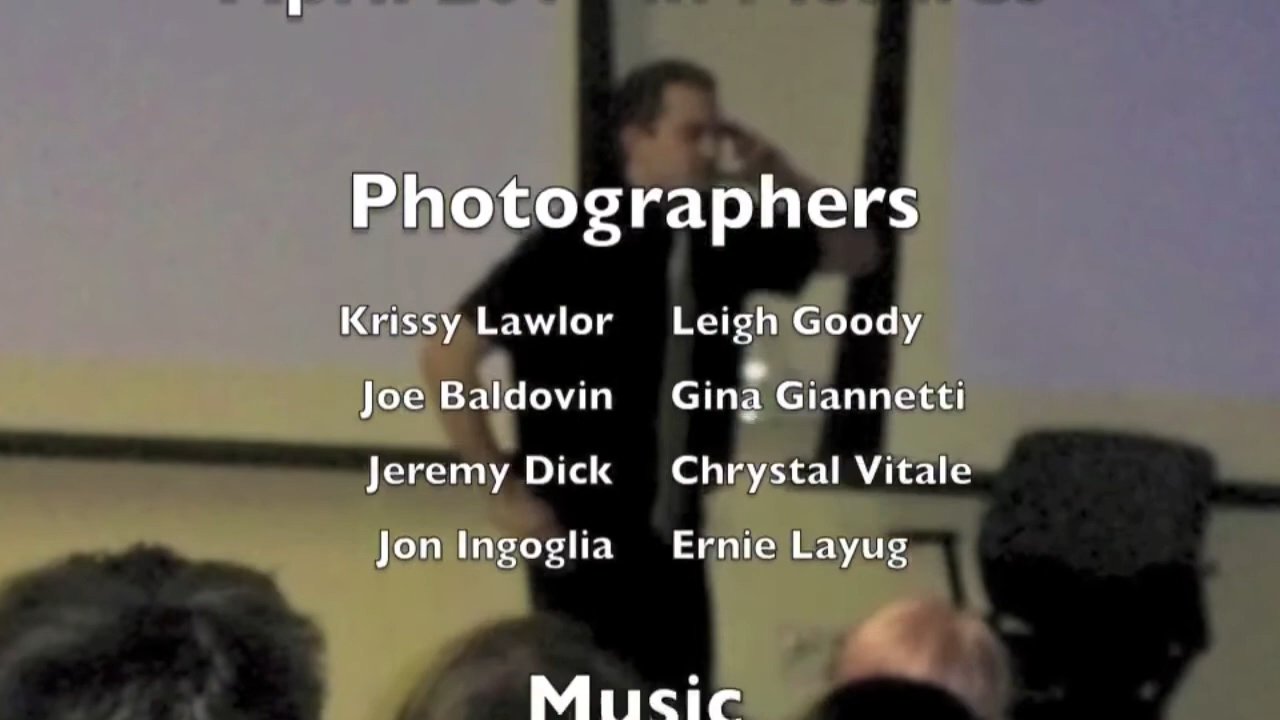 Photographers
Krissy Lawlor Leigh Goody
Joe Baldovin Gina Giannetti
Jeremy Dick Chrystal Vitale
Jon Ingoglia Ernie Layug
Music